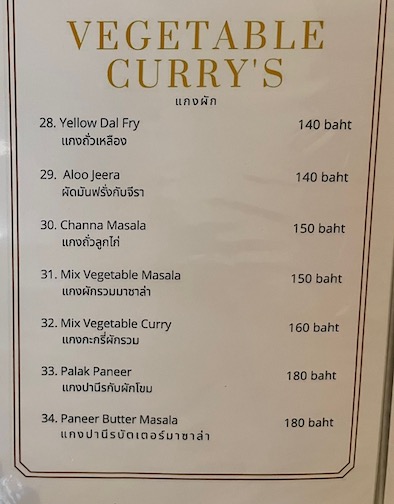 VEGETABLE
CURRY'S
แกงผัก
28. Yellow Dal Fry 140 baht
แกงถั่วเหลือง
29. Aloo Jeera 140 baht
ผัดมันฝรั่งกับจีรา
30. Channa Masala 150 baht
แกงถั่วลูกไก่
31. Mix Vegetable Masala 150 baht
แกงผักรวมมาซาล่า
32. Mix Vegetable Curry 160 baht
แกงกะกรี่ผักรวม
33. Palak Paneer 180 baht
แกงปานีรกับผักโขม
34. Paneer Butter Masala 180 baht
แกงปานีรบัตเตอร์มาซาล่า